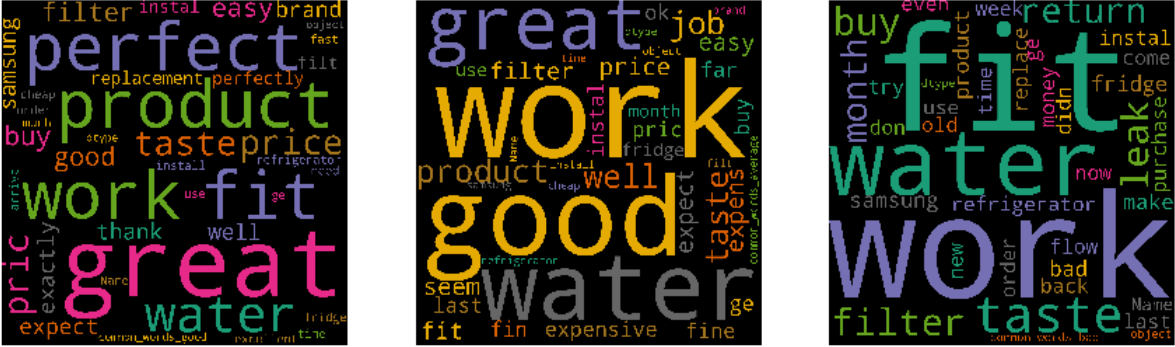 filter instal easy brand
samsung perfect object fast filt
replacement perfectly
cheap product
order much dtype
buy taste price
good install refrigerator need
arrive work use fit ge
thank well
pric exactly great
Name
water fridge
expect time
common_words_good experiment
great ok job brand
dtype easy
object time
use filter price far
work instal month buy
pric
Name fridge
install filt
product well
samsung cheap
good expect taste expens common_words_average
refrigerator
water
seem
last ge
fit fin expensive fine
buy even week return
fit product ge instal
month try dtype time replace money come
use didn fridge
don old leak purchase
water now
samsung refrigerator make
work new order flow
bad
back Name
filter taste last
common_words_bad object